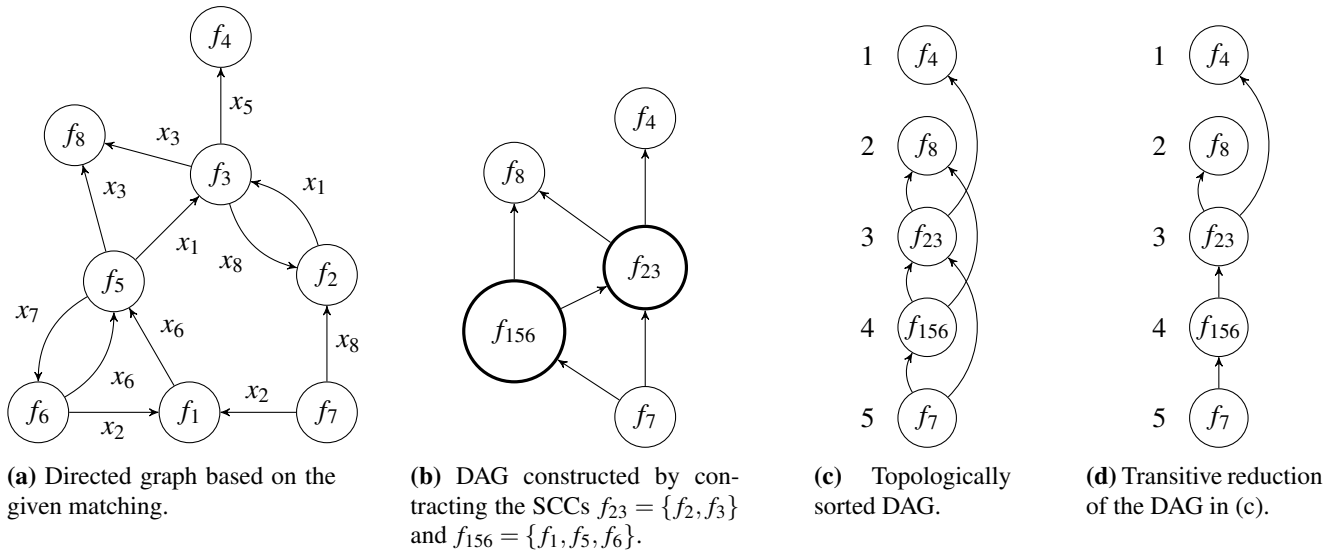 f₄
x₅
f₈
x₃
f₃
x₃
x₁
x₁
x₈
f₅
f₂
x₇
x₆
x₈
x₆
f₆
x₂
f₁
x₂
f₇
(a) Directed graph based on the
given matching.
f₄
f₈
f₂₃
f₁₅₆
f₇
(b) DAG constructed by con-
tracting the SCCs f₂₃ = {f₂, f₃}
and f₁₅₆ = {f₁, f₅, f₆}.
1 f₄
2 f₈
3 f₂₃
4 f₁₅₆
5 f₇
(c) Topologically
sorted DAG.
1 f₄
2 f₈
3 f₂₃
4 f₁₅₆
5 f₇
(d) Transitive reduction
of the DAG in (c).